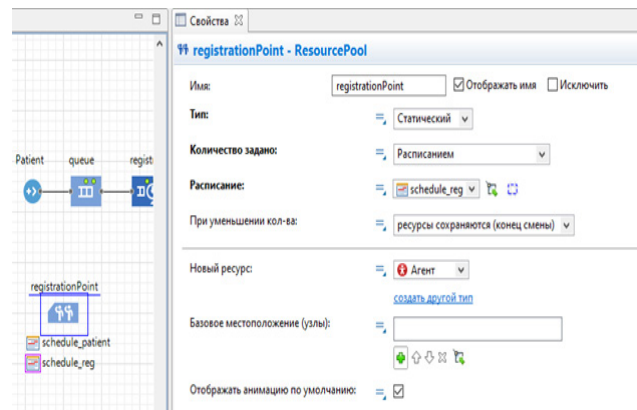 Свойства
registrationPoint - ResourcePool
Имя: registrationPoint Отображать имя Исключить
Тип: Статический
Количество задано: Расписанием
Расписание: schedule_reg
При уменьшении кол-ва: ресурсы сохраняются (конец смены)
Новый ресурс: Агент
создать другой тип
Базовое местоположение (узлы):
Отображать анимацию по умолчанию:
Patient queue regist
registrationPoint
schedule_patient
schedule_reg